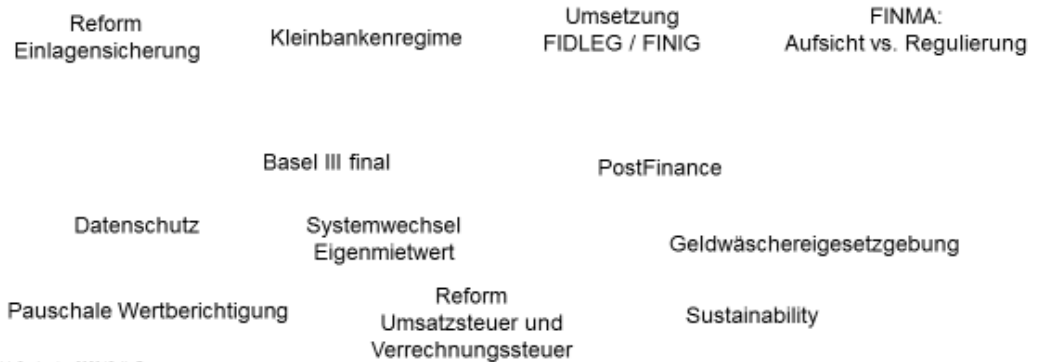 Reform
Einlagensicherung
Kleinbankenregime
Umsetzung
FIDLEG / FINIG
FINMA:
Aufsicht vs. Regulierung
Basel III final
PostFinance
Datenschutz
Systemwechsel
Eigenmietwert
Geldwäschereigesetzgebung
Pauschale Wertberichtigung
Reform
Umsatzsteuer und
Verrechnungssteuer
Sustainability